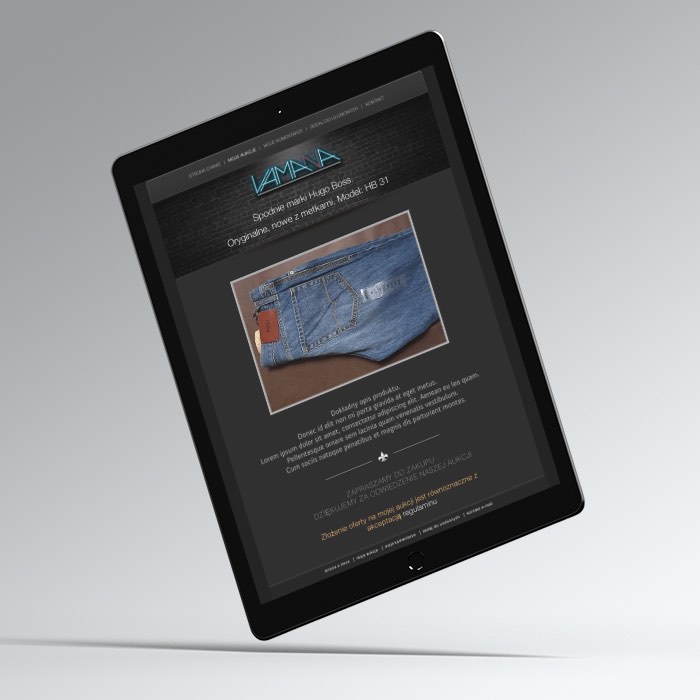 STRONA O MNIE | MOJE AUKCJE | MOJE KOMENTARZE | DODAJ DO ULUBIONYCH | KONTAKT
VAMANA
Spodnie marki Hugo Boss.
Oryginalne, nowe z metkami. Model: HB 31
Dokładny opis produktu.
Donec id elit non mi porta gravida at eget metus.
Lorem ipsum dolor sit amet, consectetur adipiscing elit. Aenean eu leo quam.
Pellentesque ornare sem lacinia quam venenatis vestibulum.
Cum sociis natoque penatibus et magnis dis parturient montes.
ZAPRASZAMY DO ZAKUPU
DZIĘKUJEMY ZA ODWIEDZENIE NASZEJ AUKCJI
Złożenie oferty na mojej aukcji jest równoznaczne z
akceptacją regulaminu
STRONA O MNIE | MOJE AUKCJE | MOJE KOMENTARZE | DODAJ DO ULUBIONYCH |